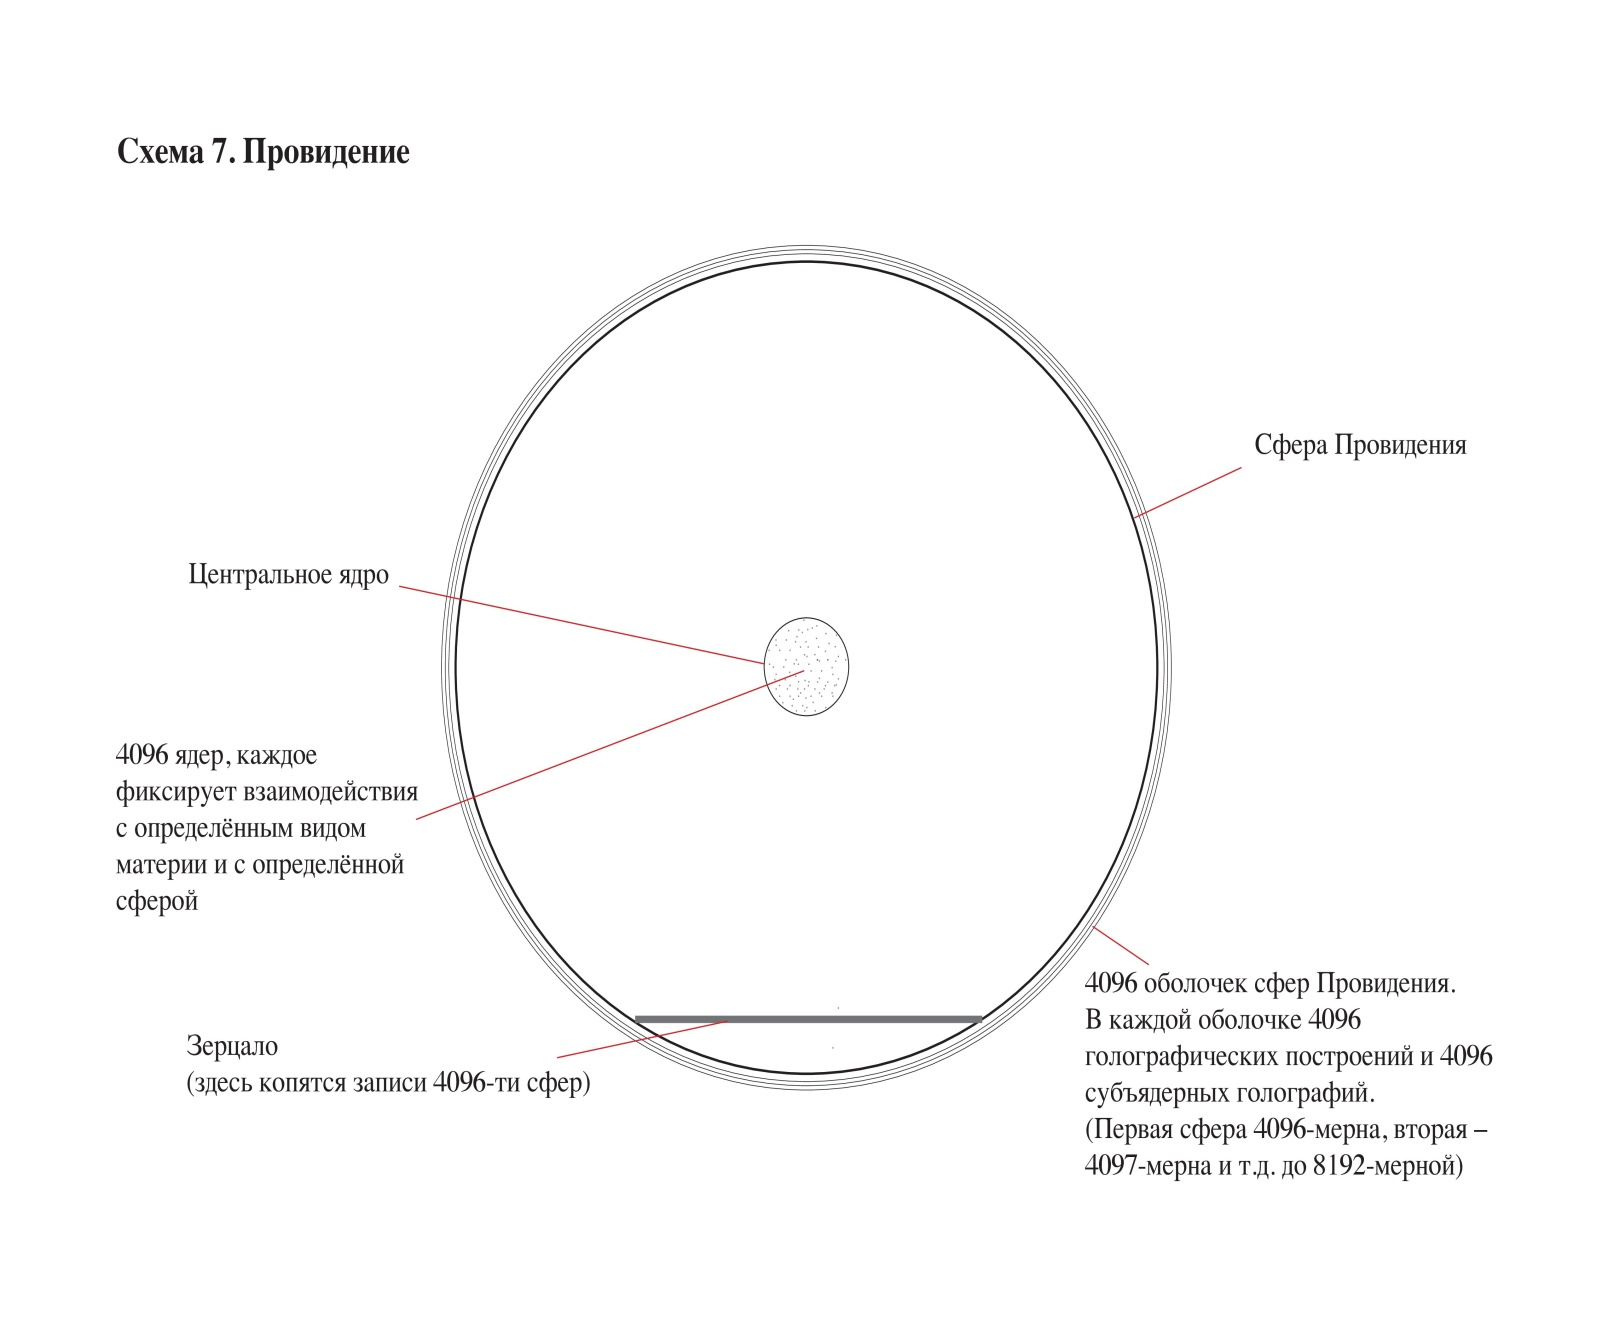 Схема 7. Провидение
Сфера Провидения
Центральное ядро
4096 ядер, каждое
фиксирует взаимодействия
с определённым видом
материи и с определённой
сферой
4096 оболочек сфер Провидения.
В каждой оболочке 4096
голографических построений и 4096
субъядерных голографий.
(Первая сфера 4096-мерна, вторая –
4097-мерна и т.д. до 8192-мерной)
Зерцало
(здесь копятся записи 4096-ти сфер)